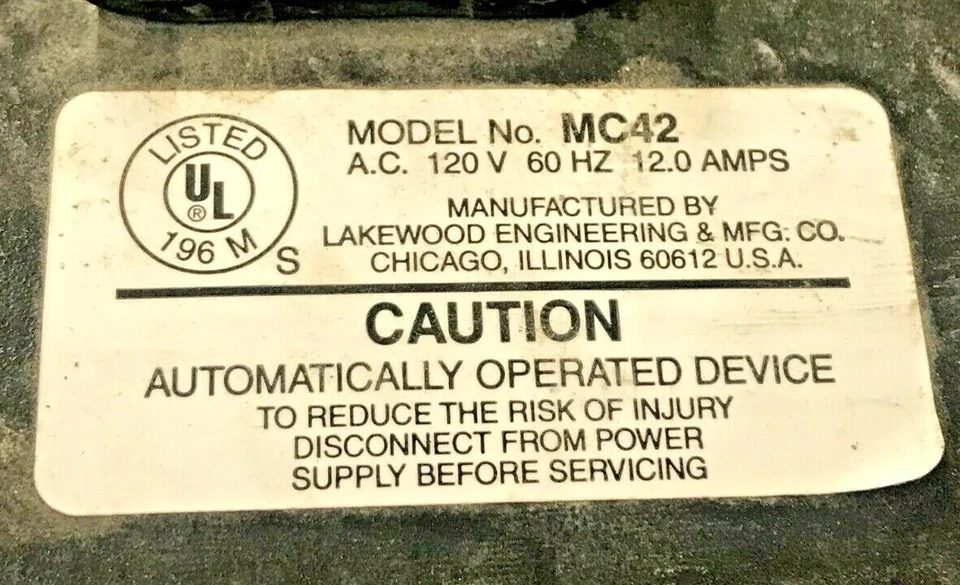 LISTED
UL
®
196 M
S
MODEL No. MC42
A.C. 120 V 60 HZ 12.0 AMPS
MANUFACTURED BY
LAKEWOOD ENGINEERING & MFG. CO.
CHICAGO, ILLINOIS 60612 U.S.A.
CAUTION
AUTOMATICALLY OPERATED DEVICE
TO REDUCE THE RISK OF INJURY
DISCONNECT FROM POWER
SUPPLY BEFORE SERVICING